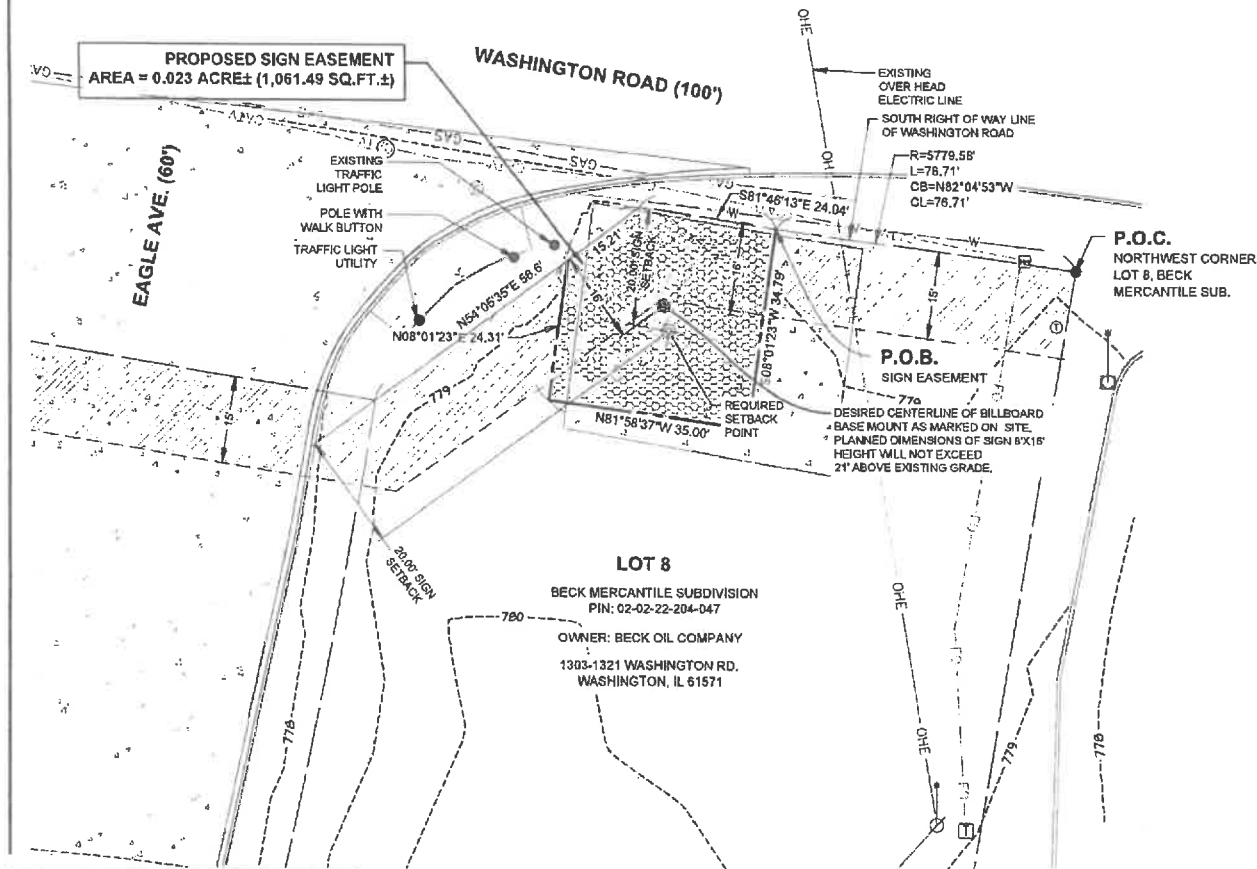 PROPOSED SIGN EASEMENT
AREA = 0.023 ACRE± (1,061.49 SQ.FT.±)
WASHINGTON ROAD (100')
EAGLE AVE. (60')
OHE
EXISTING
OVER HEAD
ELECTRIC LINE
SOUTH RIGHT OF WAY LINE
OF WASHINGTON ROAD
R=5779.58'
L=76.71'
CB=N82°04'53"W
CL=76.71'
GAS
GAS
EXISTING
TRAFFIC
LIGHT POLE
POLE WITH
WALK BUTTON
TRAFFIC LIGHT
UTILITY
S81°46'13"E 24.04'
W
W
P.O.C.
NORTHWEST CORNER
LOT 8, BECK
MERCANTILE SUB.
15.21'
20.00' SIGN
SETBACK
16'
16'
15'
N54°06'35"E 56.6'
N08°01'23"E 24.31'
S08°01'23"W 34.79'
E
T
P.O.B.
SIGN EASEMENT
779
779
15'
REQUIRED
SETBACK
POINT
N81°58'37"W 35.00'
DESIRED CENTERLINE OF BILLBOARD
BASE MOUNT AS MARKED ON SITE.
PLANNED DIMENSIONS OF SIGN 8'X16'
HEIGHT WILL NOT EXCEED
21' ABOVE EXISTING GRADE.
20.00' SIGN
SETBACK
LOT 8
BECK MERCANTILE SUBDIVISION
PIN: 02-02-22-204-047
OWNER: BECK OIL COMPANY
1303-1321 WASHINGTON RD.
WASHINGTON, IL 61571
780
778
OHE
OHE
779
778
T